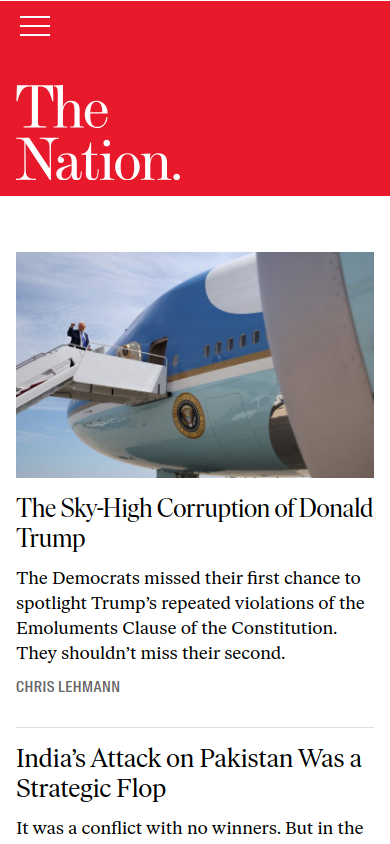 The
Nation.
The Sky-High Corruption of Donald
Trump
The Democrats missed their first chance to
spotlight Trump’s repeated violations of the
Emoluments Clause of the Constitution.
They shouldn’t miss their second.
CHRIS LEHMANN
India’s Attack on Pakistan Was a
Strategic Flop
It was a conflict with no winners. But in the